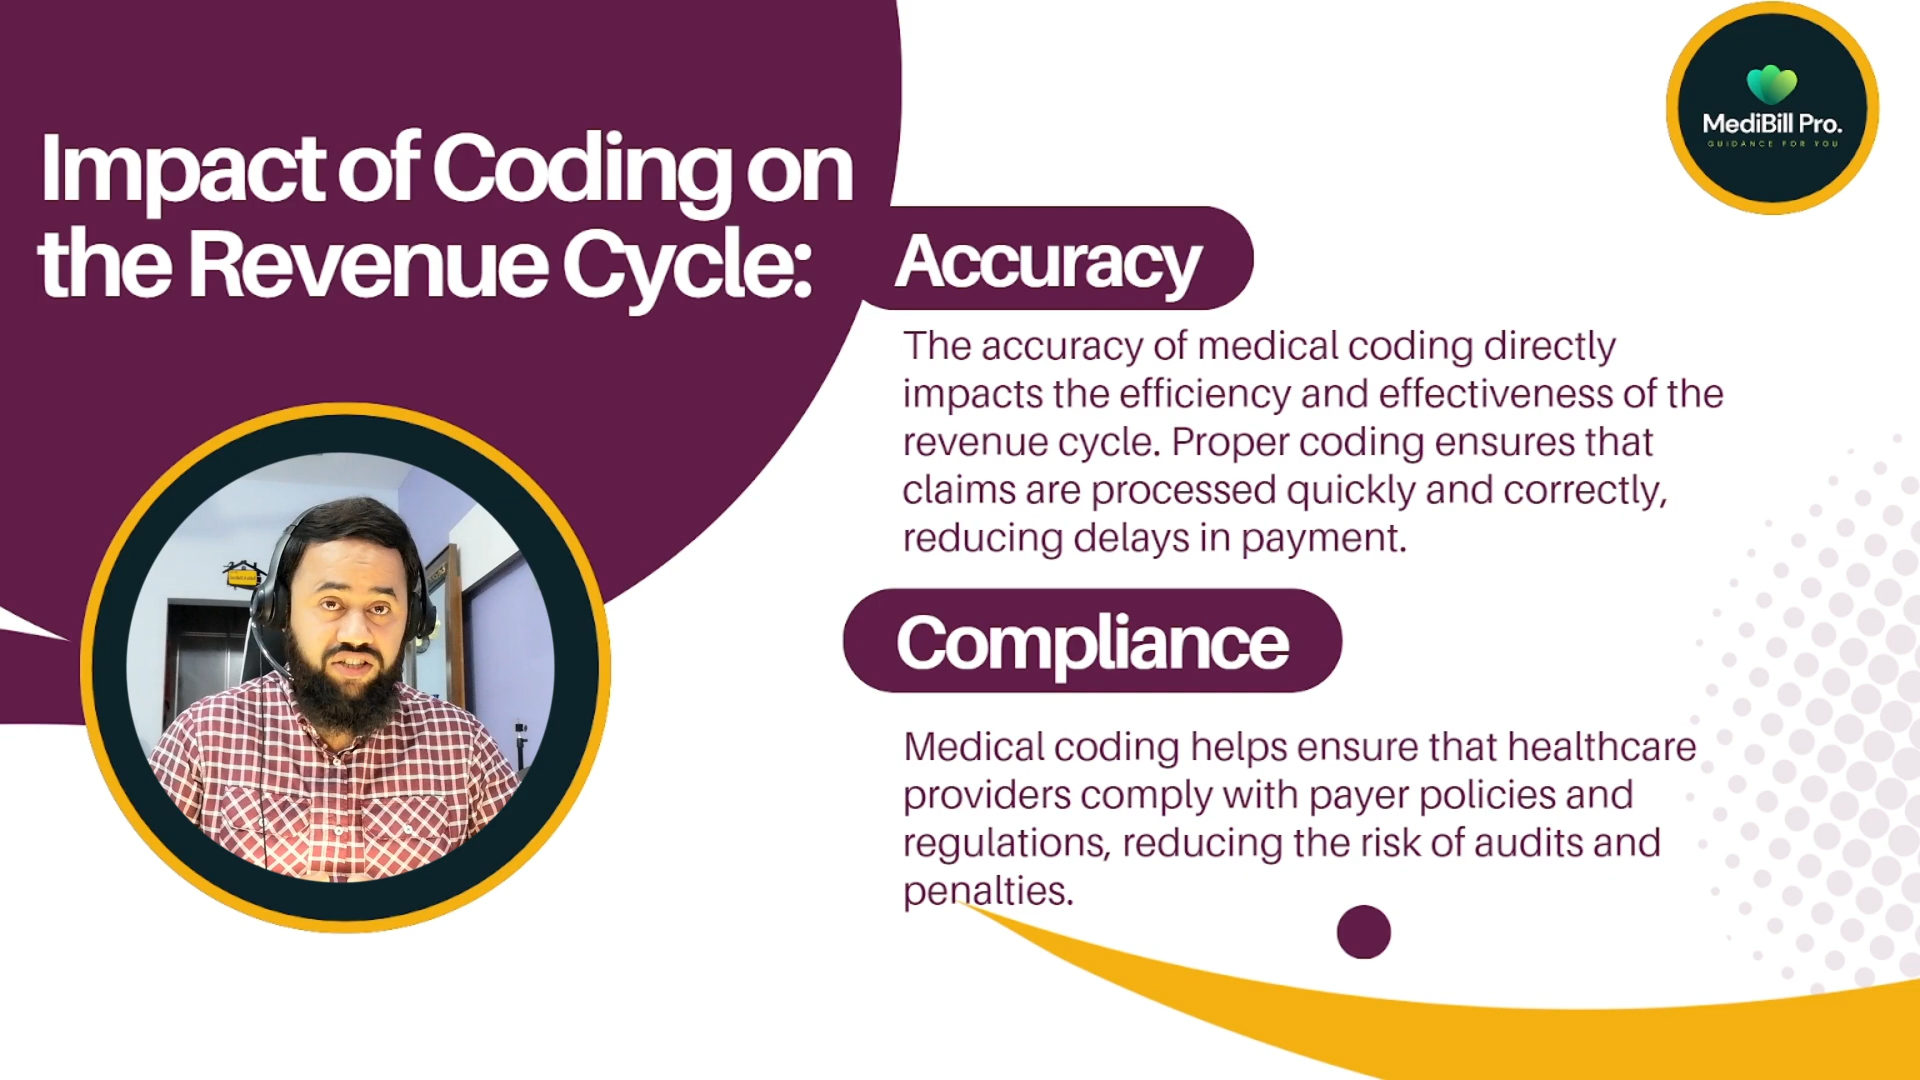 Impact of Coding on
the Revenue Cycle:
MediBill Pro.
GUIDANCE FOR YOU
Accuracy
The accuracy of medical coding directly
impacts the efficiency and effectiveness of the
revenue cycle. Proper coding ensures that
claims are processed quickly and correctly,
reducing delays in payment.
Compliance
Medical coding helps ensure that healthcare
providers comply with payer policies and
regulations, reducing the risk of audits and
penalties.